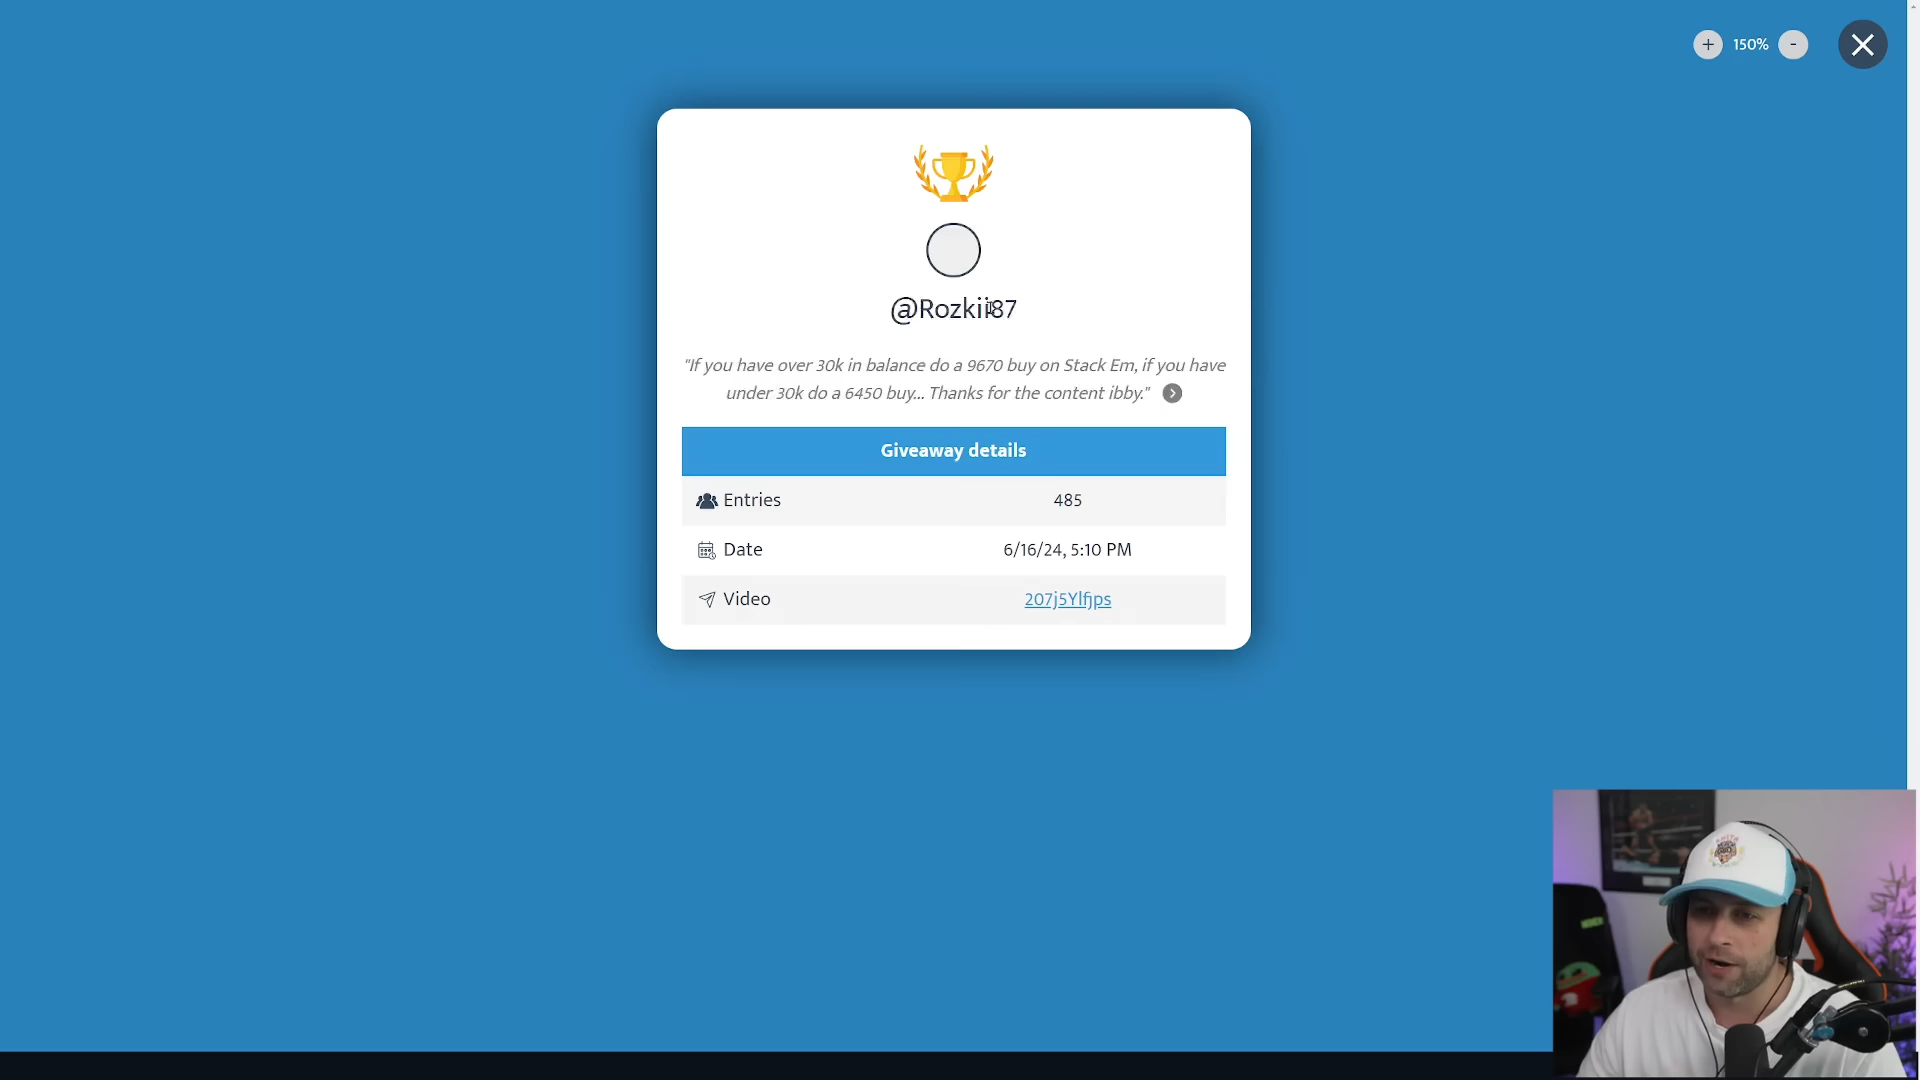 + 150% -
@Rozkii87
"If you have over 30k in balance do a 9670 buy on Stack Em, if you have
under 30k do a 6450 buy... Thanks for the content ibby."
Giveaway details
Entries 485
Date 6/16/24, 5:10 PM
Video 207j5Ylfjps